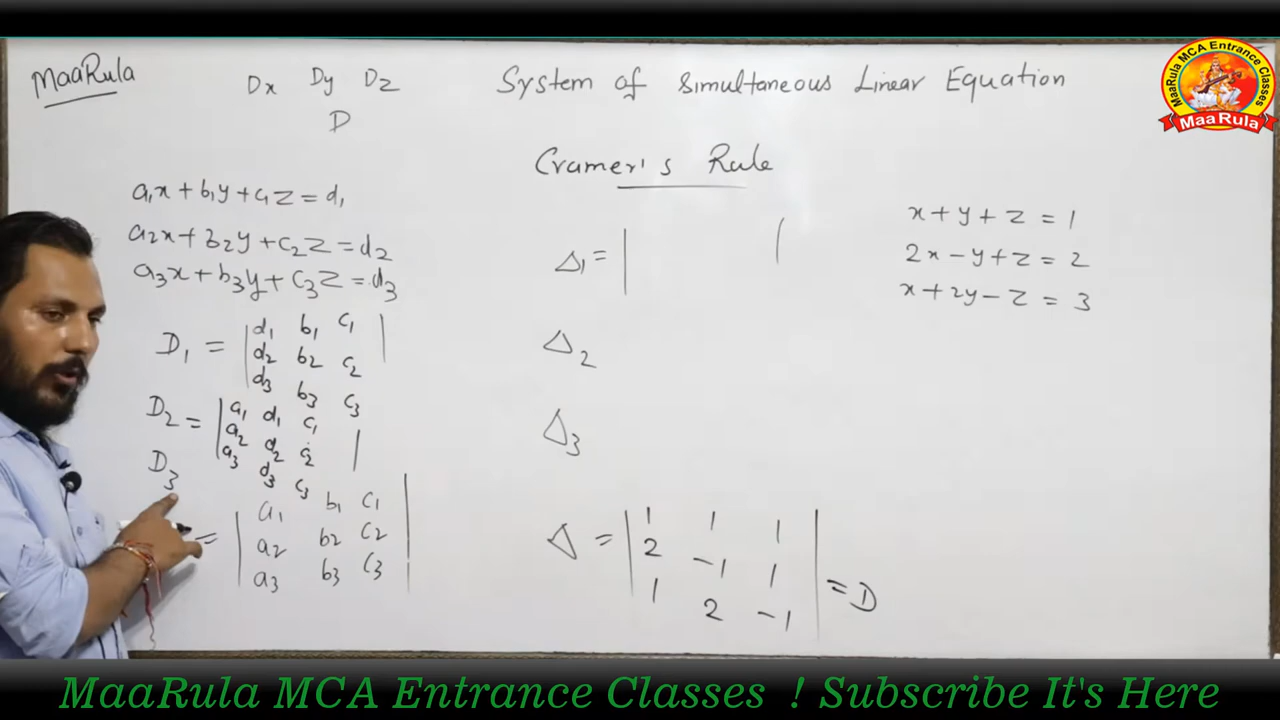 MaaRula
Dx Dy Dz
D
System of Simultaneous Linear Equation
MaaRula MCA Entrance Classes
MaaRula
Cramer's Rule
a₁x + b₁y + c₁z = d₁
a₂x + b₂y + c₂z = d₂
a₃x + b₃y + c₃z = d₃
D₁ = | d₁ b₁ c₁ |
d₂ b₂ c₂
d₃ b₃ c₃
D₂ = | a₁ d₁ c₁ |
a₂ d₂ c₂
a₃ d₃ c₃
D₃
= | a₁ b₁ c₁ |
a₂ b₂ c₂
a₃ b₃ c₃
Δ₁ = | |
Δ₂
Δ₃
Δ = | 1 1 1 |
2 -1 1
1 2 -1 | = D
x + y + z = 1
2x - y + z = 2
x + 2y - z = 3
MaaRula MCA Entrance Classes ! Subscribe It's Here